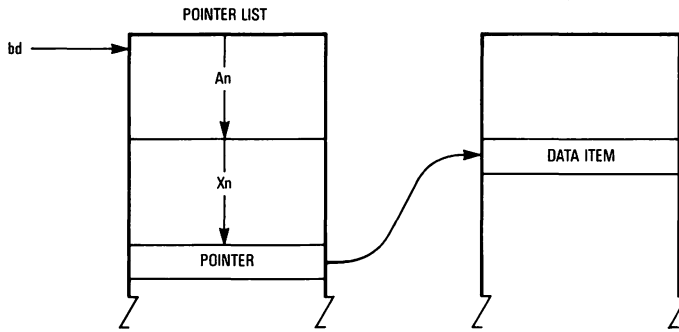 POINTER LIST
bd
An
Xn
POINTER
DATA ITEM